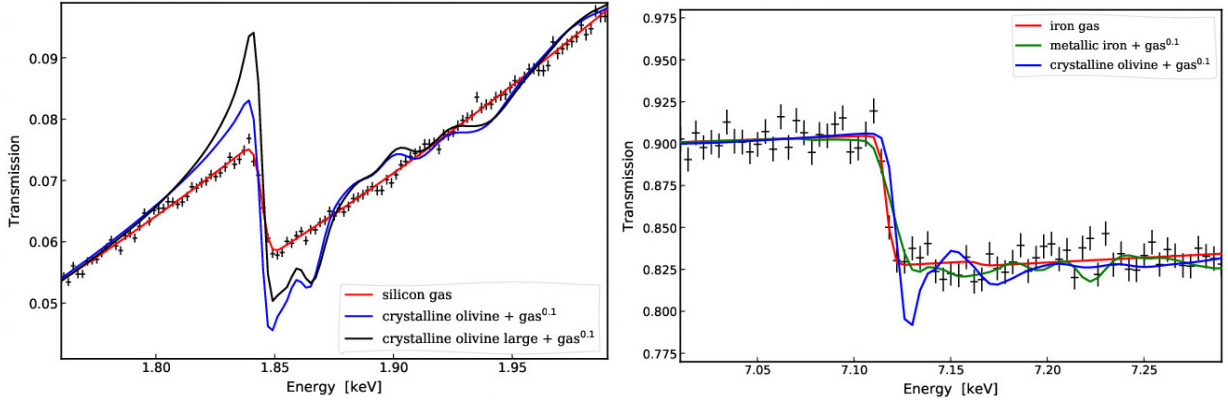 0.09
0.08
0.07
0.06
0.05
Transmission
silicon gas
crystalline olivine + gas^0.1
crystalline olivine large + gas^0.1
1.80 1.85 1.90 1.95
Energy [keV]
0.975
0.950
0.925
0.900
0.875
0.850
0.825
0.800
0.775
Transmission
iron gas
metallic iron + gas^0.1
crystalline olivine + gas^0.1
7.05 7.10 7.15 7.20 7.25
Energy [keV]